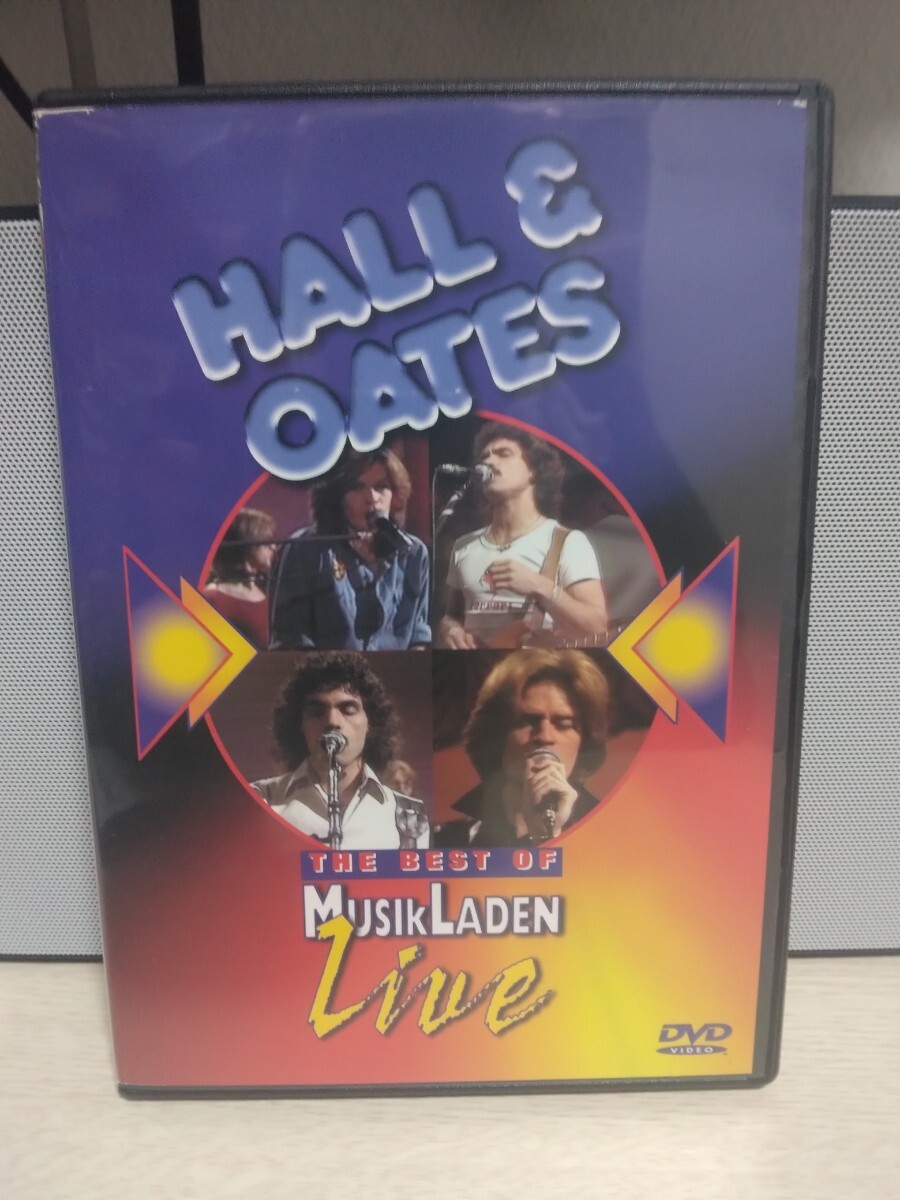 HALL &
OATES
THE BEST OF
MUSIKLADEN
Live
DVD
VIDEO